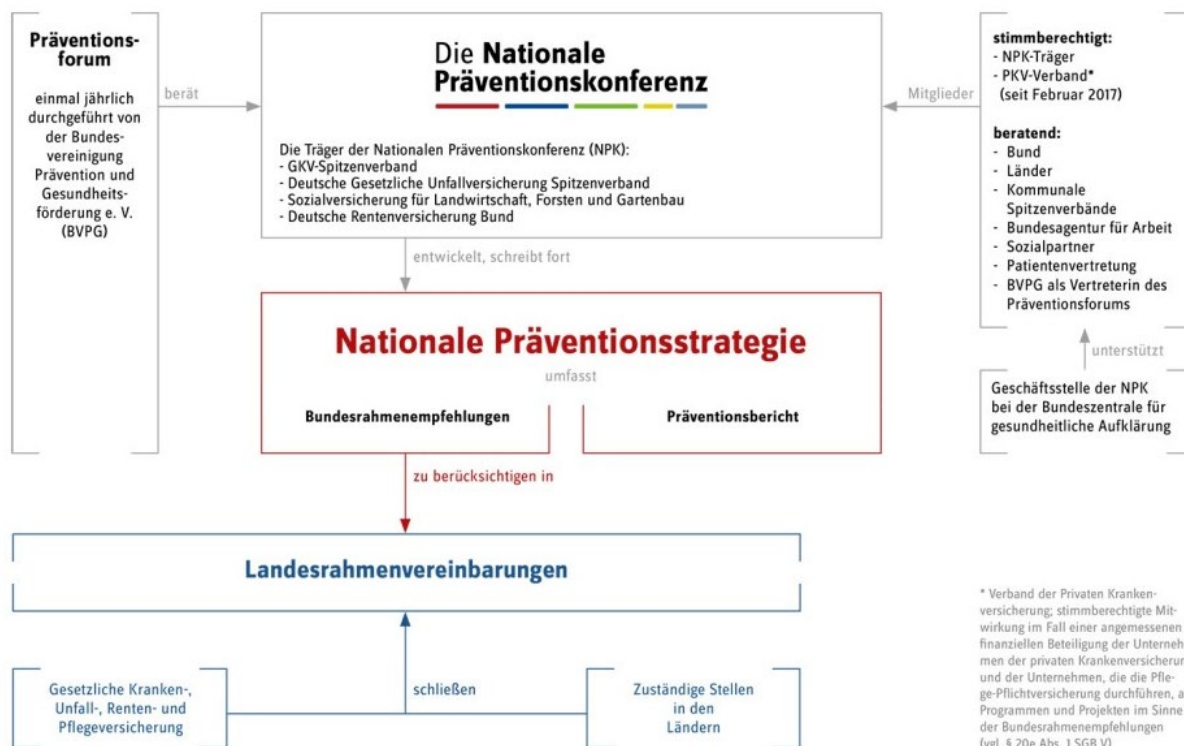 Präventions-
forum
einmal jährlich
durchgeführt von
der Bundes-
vereinigung
Prävention und
Gesundheits-
förderung e. V.
(BVPG)
berät
Die Nationale
Präventionskonferenz
Die Träger der Nationalen Präventionskonferenz (NPK):
- GKV-Spitzenverband
- Deutsche Gesetzliche Unfallversicherung Spitzenverband
- Sozialversicherung für Landwirtschaft, Forsten und Gartenbau
- Deutsche Rentenversicherung Bund
Mitglieder
stimmberechtigt:
- NPK-Träger
- PKV-Verband*
(seit Februar 2017)
beratend:
- Bund
- Länder
- Kommunale
Spitzenverbände
- Bundesagentur für Arbeit
- Sozialpartner
- Patientenvertretung
- BVPG als Vertreterin des
Präventionsforums
unterstützt
Geschäftsstelle der NPK
bei der Bundeszentrale für
gesundheitliche Aufklärung
entwickelt, schreibt fort
Nationale Präventionsstrategie
umfasst
Bundesrahmenempfehlungen
Präventionsbericht
zu berücksichtigen in
Landesrahmenvereinbarungen
schließen
Gesetzliche Kranken-,
Unfall-, Renten- und
Pflegeversicherung
Zuständige Stellen
in den
Ländern
* Verband der Privaten Kranken-
versicherung; stimmberechtigte Mit-
wirkung im Fall einer angemessenen
finanziellen Beteiligung der Unterneh
men der privaten Krankenversicherun
und der Unternehmen, die die Pfle-
ge-Pflichtversicherung durchführen, a
Programmen und Projekten im Sinne
der Bundesrahmenempfehlungen
(vgl. § 20e Abs. 1 SGB V)